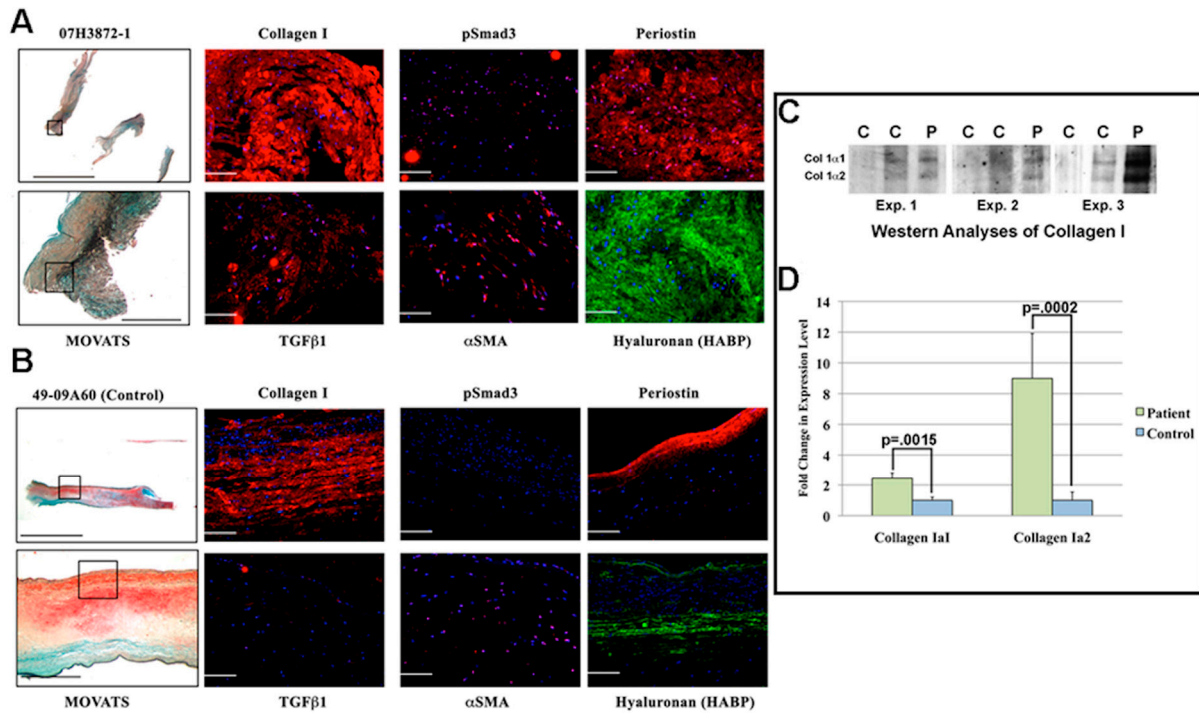 A
07H3872-1 Collagen I pSmad3 Periostin
MOVATS TGFβ1 αSMA Hyaluronan (HABP)
B
49-09A60 (Control) Collagen I pSmad3 Periostin
MOVATS TGFβ1 αSMA Hyaluronan (HABP)
C
C C P C C P C C P
Col 1α1
Col 1α2
Exp. 1 Exp. 2 Exp. 3
Western Analyses of Collagen I
D
Fold Change in Expression Level
14
12
10
8
6
4
2
0
p=.0015
p=.0002
Collagen Ia1 Collagen Ia2
Patient
Control